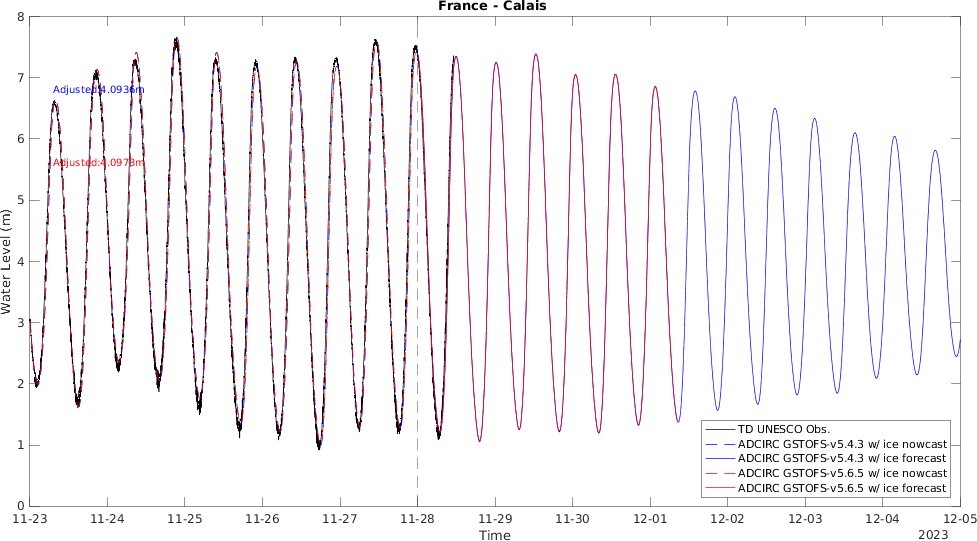 France - Calais
8
7
6
5
4
3
2
1
0
Water Level (m)
Adjusted:4.0936m
Adjusted:4.0973m
TD UNESCO Obs.
ADCIRC GSTOFS-v5.4.3 w/ ice nowcast
ADCIRC GSTOFS-v5.4.3 w/ ice forecast
ADCIRC GSTOFS-v5.6.5 w/ ice nowcast
ADCIRC GSTOFS-v5.6.5 w/ ice forecast
11-23 11-24 11-25 11-26 11-27 11-28 11-29 11-30 12-01 12-02 12-03 12-04 12-05
Time
2023